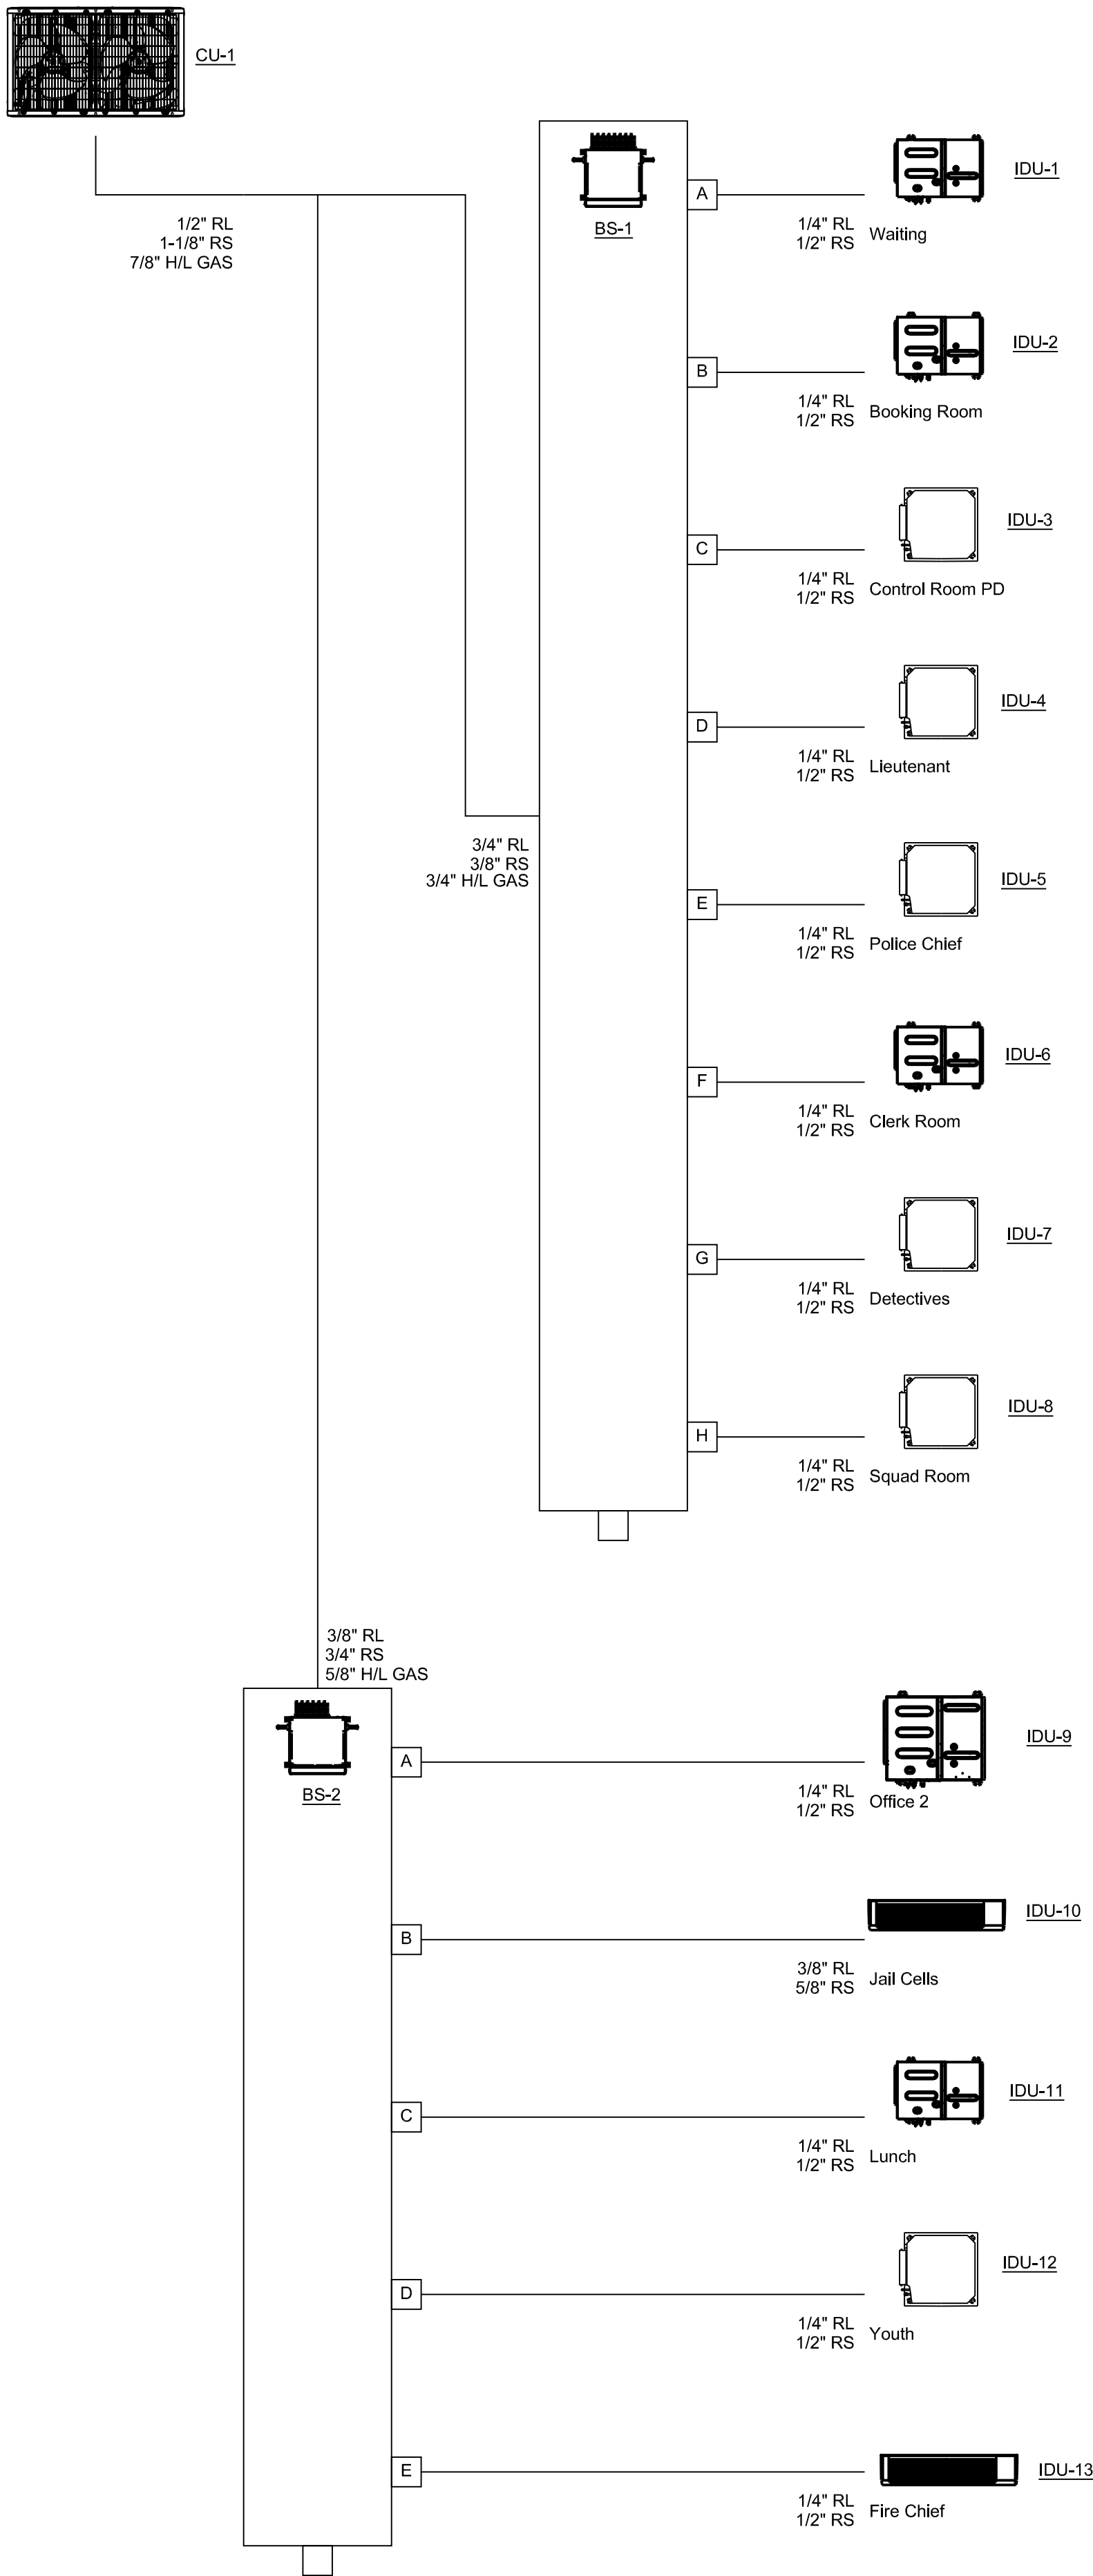 CU-1
1/2" RL
1-1/8" RS
7/8" H/L GAS
BS-1
3/4" RL
3/8" RS
3/4" H/L GAS
A
1/4" RL
1/2" RS
Waiting
IDU-1
B
1/4" RL
1/2" RS
Booking Room
IDU-2
C
1/4" RL
1/2" RS
Control Room PD
IDU-3
D
1/4" RL
1/2" RS
Lieutenant
IDU-4
E
1/4" RL
1/2" RS
Police Chief
IDU-5
F
1/4" RL
1/2" RS
Clerk Room
IDU-6
G
1/4" RL
1/2" RS
Detectives
IDU-7
H
1/4" RL
1/2" RS
Squad Room
IDU-8
3/8" RL
3/4" RS
5/8" H/L GAS
BS-2
A
1/4" RL
1/2" RS
Office 2
IDU-9
B
3/8" RL
5/8" RS
Jail Cells
IDU-10
C
1/4" RL
1/2" RS
Lunch
IDU-11
D
1/4" RL
1/2" RS
Youth
IDU-12
E
1/4" RL
1/2" RS
Fire Chief
IDU-13